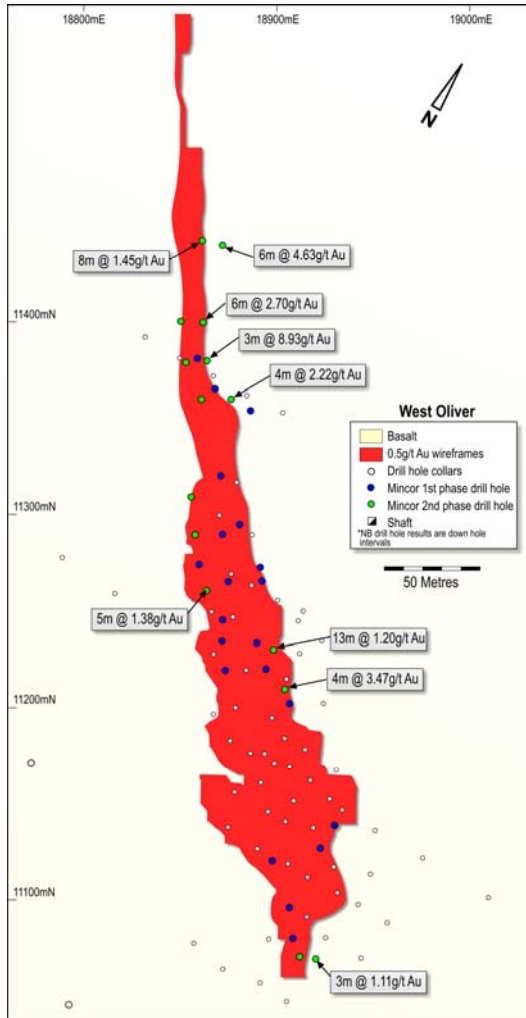 18800mE
18900mE
19000mE
N
8m @ 1.45g/t Au
6m @ 4.63g/t Au
6m @ 2.70g/t Au
11400mN
3m @ 8.93g/t Au
4m @ 2.22g/t Au
West Oliver
Basalt
0.5g/t Au wireframes
Drill hole collars
Mincor 1st phase drill hole
Mincor 2nd phase drill hole
Shaft
*NB drill hole results are down hole
intervals
50 Metres
11300mN
5m @ 1.38g/t Au
13m @ 1.20g/t Au
4m @ 3.47g/t Au
11200mN
11100mN
3m @ 1.11g/t Au